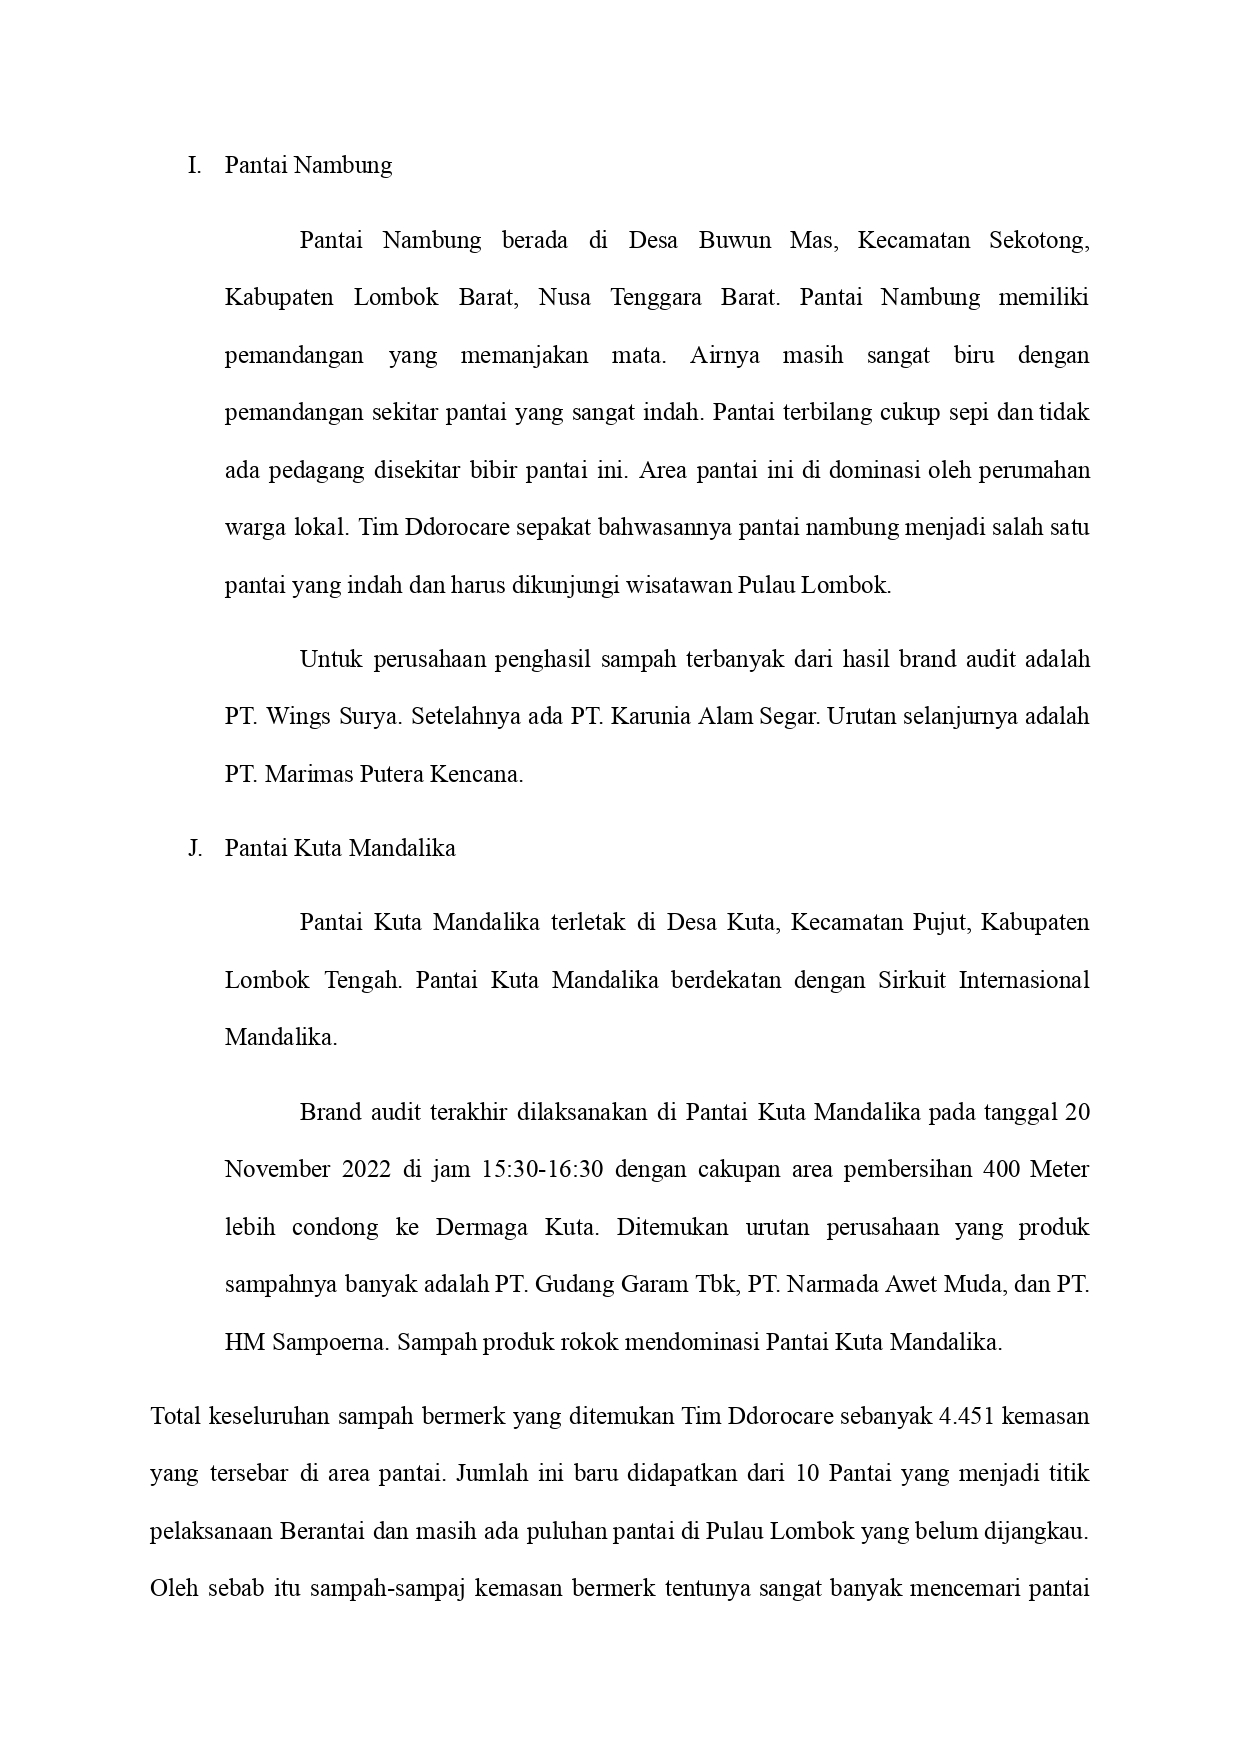 I. Pantai Nambung
Pantai Nambung berada di Desa Buwun Mas, Kecamatan Sekotong,
Kabupaten Lombok Barat, Nusa Tenggara Barat. Pantai Nambung memiliki
pemandangan yang memanjakan mata. Airnya masih sangat biru dengan
pemandangan sekitar pantai yang sangat indah. Pantai terbilang cukup sepi dan tidak
ada pedagang disekitar bibir pantai ini. Area pantai ini di dominasi oleh perumahan
warga lokal. Tim Ddorocare sepakat bahwasannya pantai nambung menjadi salah satu
pantai yang indah dan harus dikunjungi wisatawan Pulau Lombok.
Untuk perusahaan penghasil sampah terbanyak dari hasil brand audit adalah
PT. Wings Surya. Setelahnya ada PT. Karunia Alam Segar. Urutan selanjurnya adalah
PT. Marimas Putera Kencana.
J. Pantai Kuta Mandalika
Pantai Kuta Mandalika terletak di Desa Kuta, Kecamatan Pujut, Kabupaten
Lombok Tengah. Pantai Kuta Mandalika berdekatan dengan Sirkuit Internasional
Mandalika.
Brand audit terakhir dilaksanakan di Pantai Kuta Mandalika pada tanggal 20
November 2022 di jam 15:30-16:30 dengan cakupan area pembersihan 400 Meter
lebih condong ke Dermaga Kuta. Ditemukan urutan perusahaan yang produk
sampahnya banyak adalah PT. Gudang Garam Tbk, PT. Narmada Awet Muda, dan PT.
HM Sampoerna. Sampah produk rokok mendominasi Pantai Kuta Mandalika.
Total keseluruhan sampah bermerk yang ditemukan Tim Ddorocare sebanyak 4.451 kemasan
yang tersebar di area pantai. Jumlah ini baru didapatkan dari 10 Pantai yang menjadi titik
pelaksanaan Berantai dan masih ada puluhan pantai di Pulau Lombok yang belum dijangkau.
Oleh sebab itu sampah-sampaj kemasan bermerk tentunya sangat banyak mencemari pantai